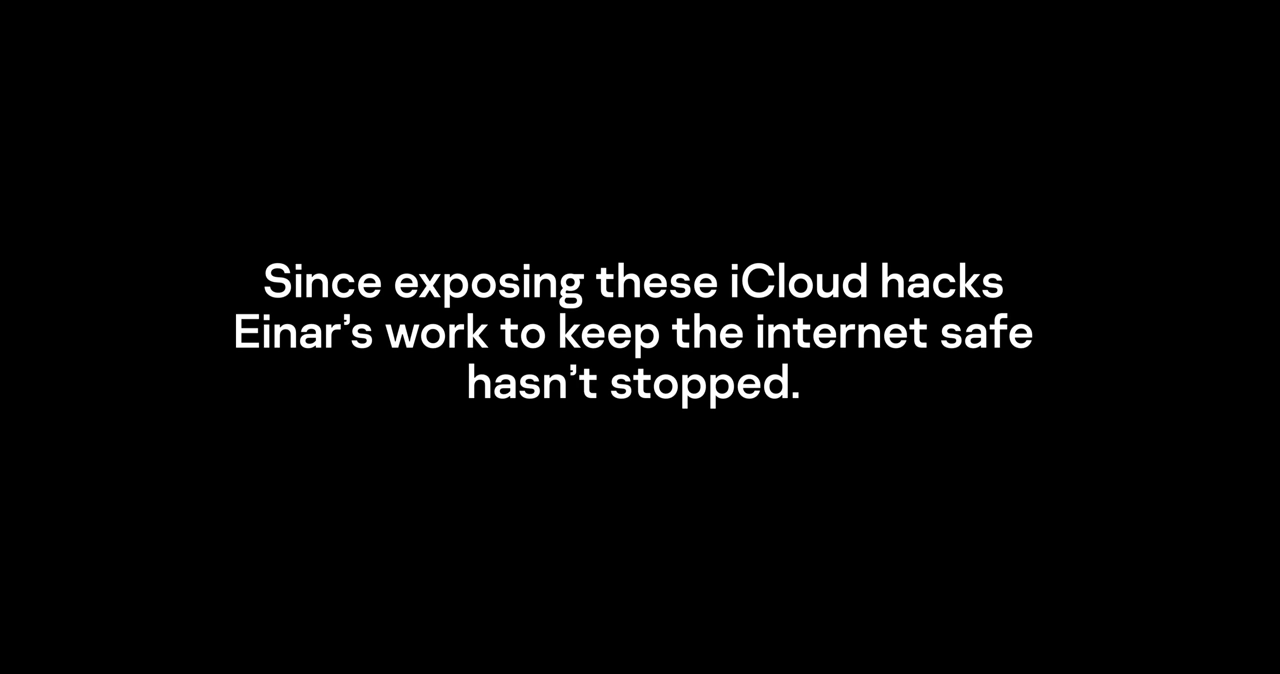 Since exposing these iCloud hacks
Einar’s work to keep the internet safe
hasn’t stopped.